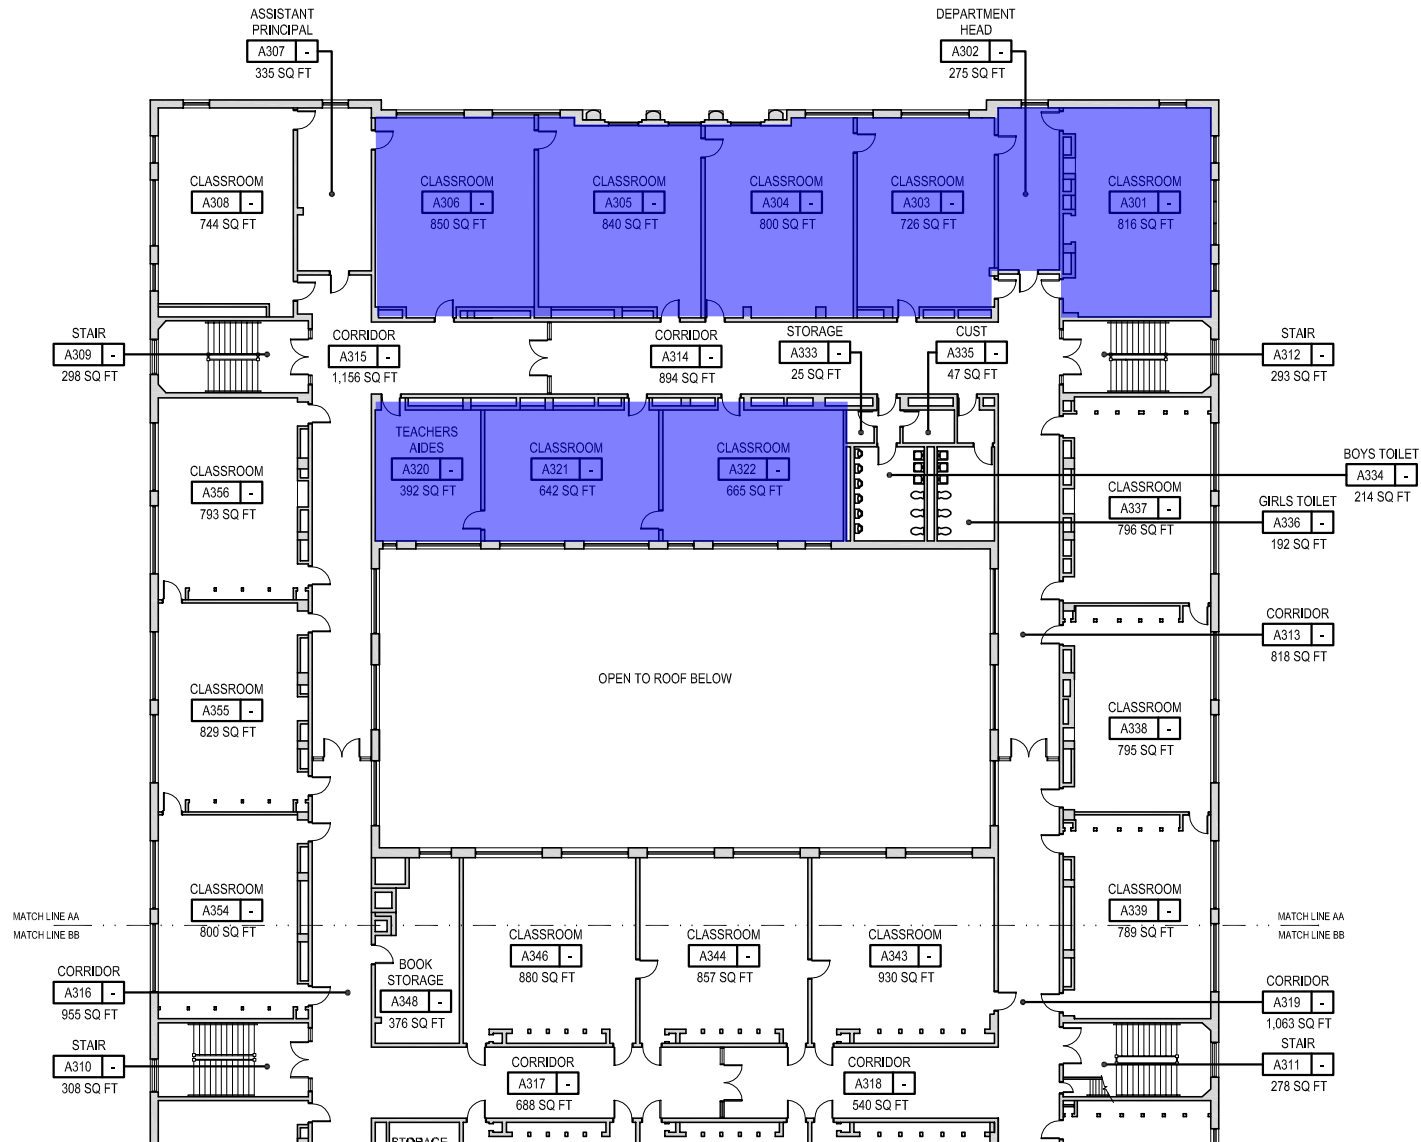 ASSISTANT
PRINCIPAL
A307 -
335 SQ FT
DEPARTMENT
HEAD
A302 -
275 SQ FT
CLASSROOM
A308 -
744 SQ FT
CLASSROOM
A306 -
850 SQ FT
CLASSROOM
A305 -
840 SQ FT
CLASSROOM
A304 -
800 SQ FT
CLASSROOM
A303 -
726 SQ FT
CLASSROOM
A301 -
816 SQ FT
STAIR
A309 -
298 SQ FT
CORRIDOR
A315 -
1,156 SQ FT
CORRIDOR
A314 -
894 SQ FT
STORAGE
A333 -
25 SQ FT
CUST
A335 -
47 SQ FT
STAIR
A312 -
293 SQ FT
CLASSROOM
A356 -
793 SQ FT
TEACHERS
AIDES
A320 -
392 SQ FT
CLASSROOM
A321 -
642 SQ FT
CLASSROOM
A322 -
665 SQ FT
BOYS TOILET
A334 -
214 SQ FT
CLASSROOM
A337 -
796 SQ FT
GIRLS TOILET
A336 -
192 SQ FT
CORRIDOR
A313 -
818 SQ FT
OPEN TO ROOF BELOW
CLASSROOM
A355 -
829 SQ FT
CLASSROOM
A338 -
795 SQ FT
CLASSROOM
A354 -
800 SQ FT
CLASSROOM
A339 -
789 SQ FT
MATCH LINE AA
MATCH LINE BB
MATCH LINE AA
MATCH LINE BB
CLASSROOM
A346 -
880 SQ FT
CLASSROOM
A344 -
857 SQ FT
CLASSROOM
A343 -
930 SQ FT
BOOK
STORAGE
A348 -
376 SQ FT
CORRIDOR
A316 -
955 SQ FT
CORRIDOR
A319 -
1,063 SQ FT
STAIR
A310 -
308 SQ FT
CORRIDOR
A317 -
688 SQ FT
CORRIDOR
A318 -
540 SQ FT
STAIR
A311 -
278 SQ FT
STORAGE